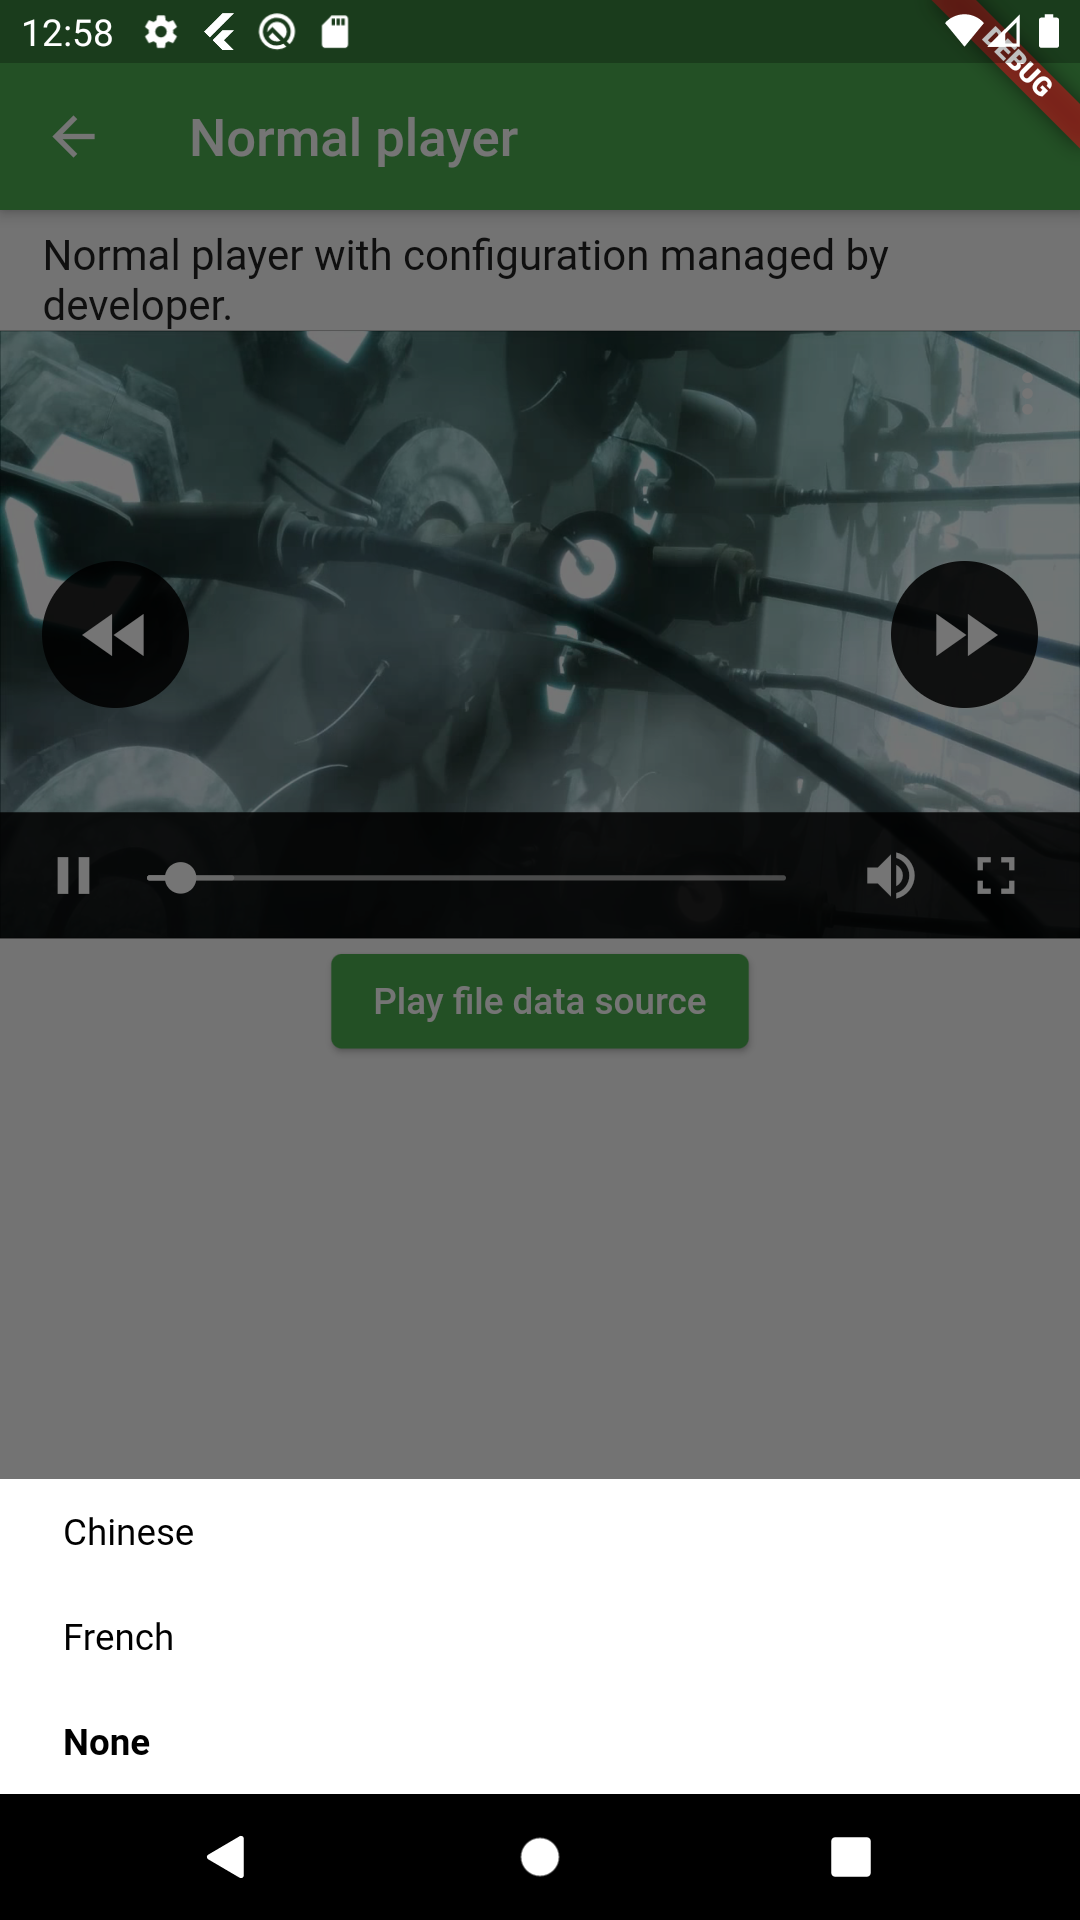 12:58
DEBUG
Normal player
Normal player with configuration managed by
developer.
Play file data source
Chinese
French
None